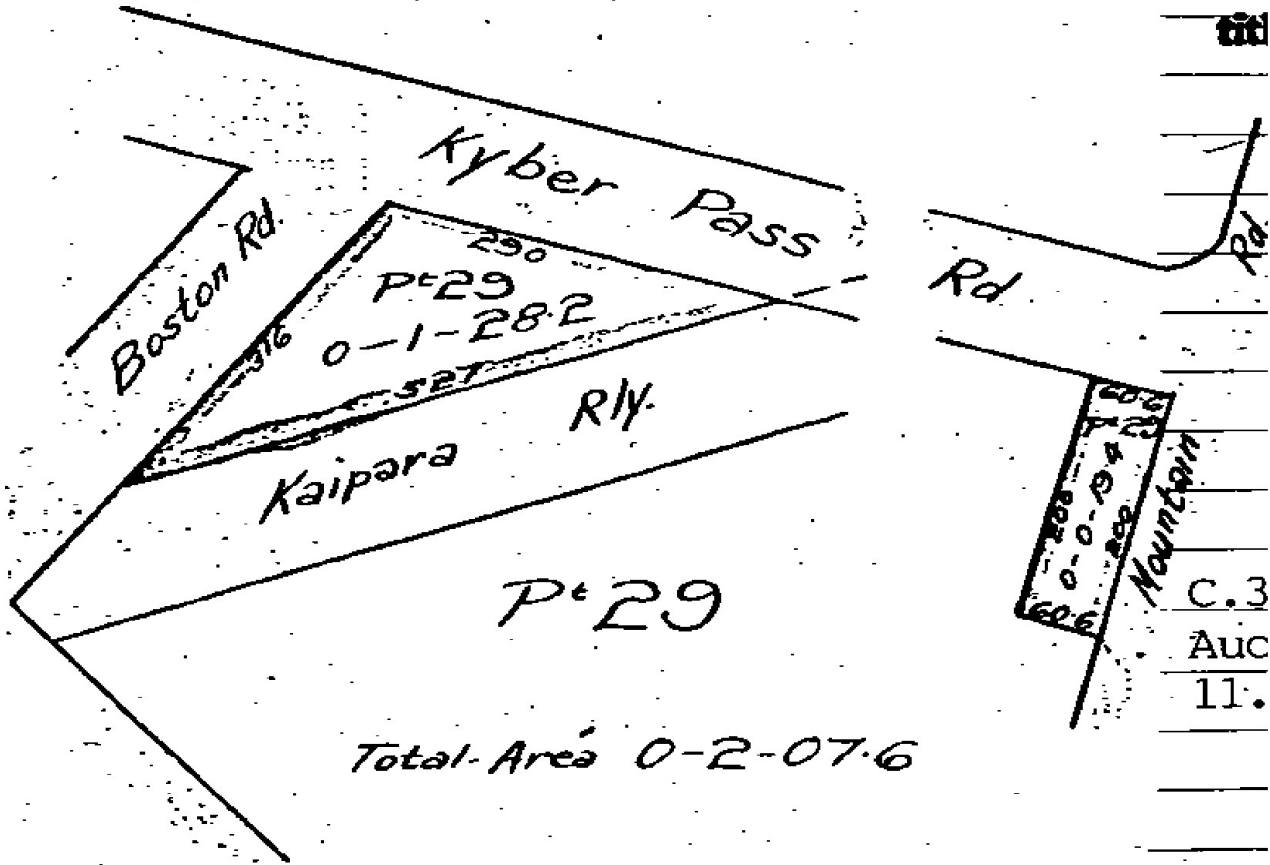 Kyber Pass Rd
Boston Rd.
290
Pt 29
0-1-28.2
316
527
Kaipara Rly.
60.6
Pt 29
0-0-19.4
200
200
60.6
Mountain Rd.
Pt 29
Total Area 0-2-07.6
C.3
Auc
11.